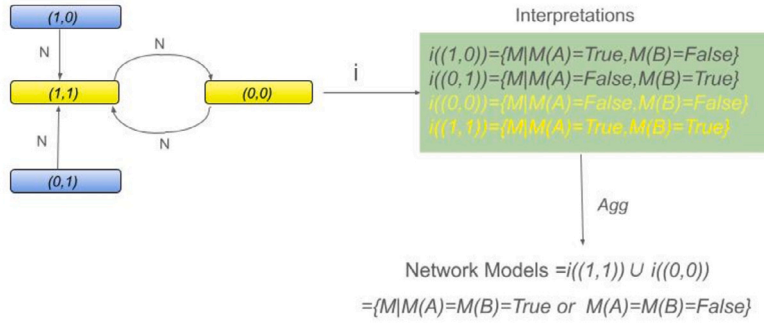 (1,0)
N
N
(1,1)
(0,0)
N
N
(0,1)
i
Interpretations
i((1,0))={M|M(A)=True,M(B)=False}
i((0,1))={M|M(A)=False,M(B)=True}
i((0,0))={M|M(A)=False,M(B)=False}
i((1,1))={M|M(A)=True,M(B)=True}
Agg
Network Models =i((1,1)) ∪ i((0,0))
={M|M(A)=M(B)=True or M(A)=M(B)=False}